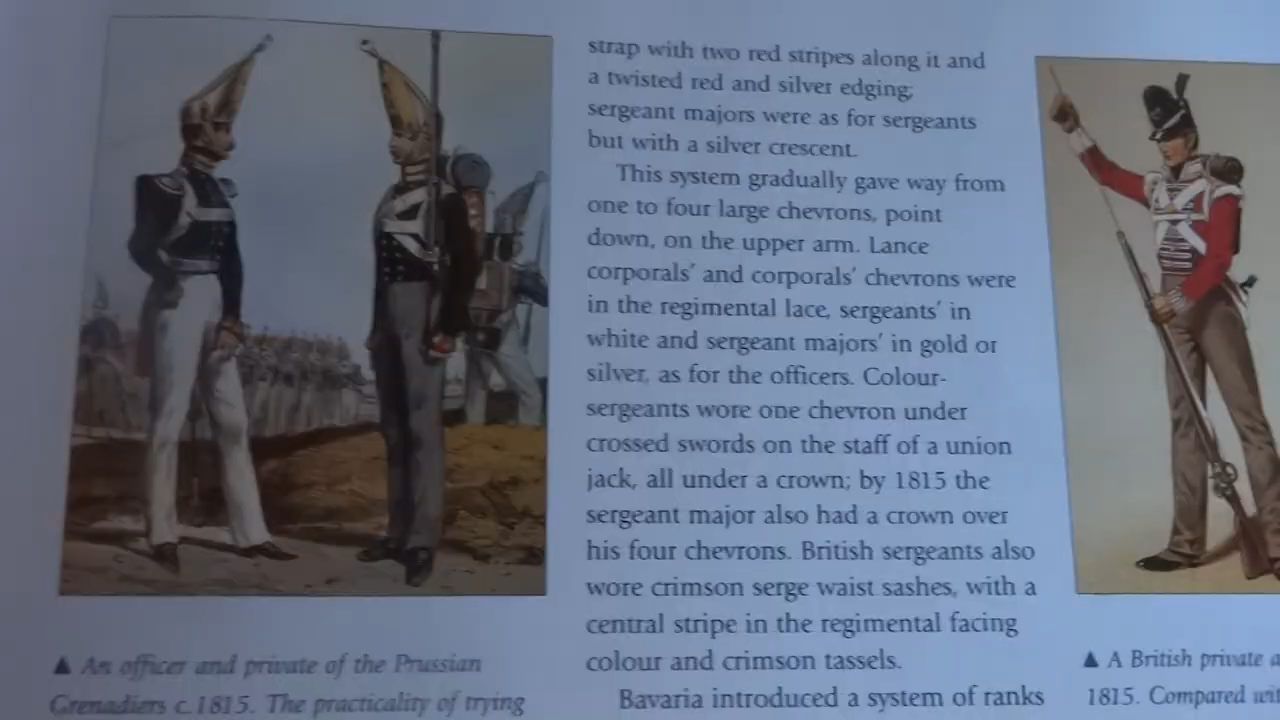 strap with two red stripes along it and
a twisted red and silver edging;
sergeant majors were as for sergeants
but with a silver crescent.
This system gradually gave way from
one to four large chevrons, point
down, on the upper arm. Lance
corporals' and corporals' chevrons were
in the regimental lace, sergeants' in
white and sergeant majors' in gold or
silver, as for the officers. Colour-
sergeants wore one chevron under
crossed swords on the staff of a union
jack, all under a crown; by 1815 the
sergeant major also had a crown over
his four chevrons. British sergeants also
wore crimson serge waist sashes, with a
central stripe in the regimental facing
colour and crimson tassels.
Bavaria introduced a system of ranks
▲ An officer and private of the Prussian
Grenadiers c.1815. The practicality of trying
▲ A British private
1815. Compared